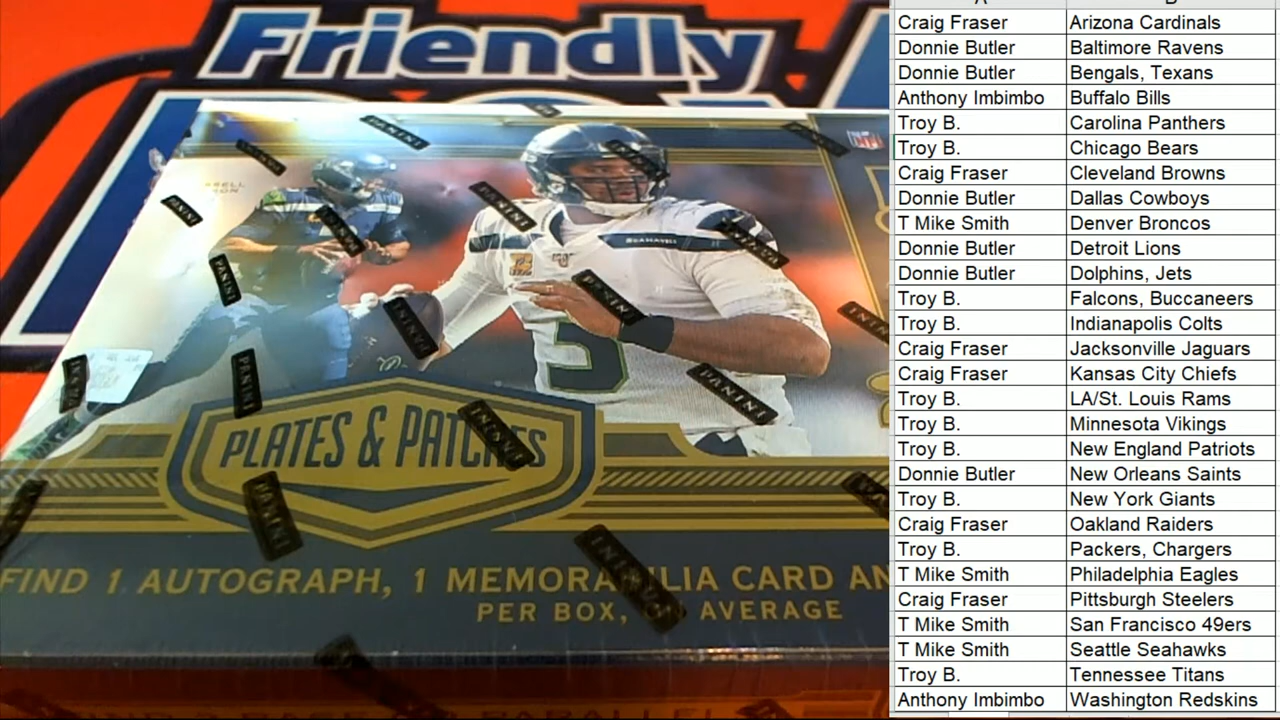 Friendly
PANINI
SEAHAWKS
3
PLATES & PATCHES
FIND 1 AUTOGRAPH, 1 MEMORABILIA CARD AN
PER BOX, ON AVERAGE
Craig Fraser Arizona Cardinals
Donnie Butler Baltimore Ravens
Donnie Butler Bengals, Texans
Anthony Imbimbo Buffalo Bills
Troy B. Carolina Panthers
Troy B. Chicago Bears
Craig Fraser Cleveland Browns
Donnie Butler Dallas Cowboys
T Mike Smith Denver Broncos
Donnie Butler Detroit Lions
Donnie Butler Dolphins, Jets
Troy B. Falcons, Buccaneers
Troy B. Indianapolis Colts
Craig Fraser Jacksonville Jaguars
Craig Fraser Kansas City Chiefs
Troy B. LA/St. Louis Rams
Troy B. Minnesota Vikings
Troy B. New England Patriots
Donnie Butler New Orleans Saints
Troy B. New York Giants
Craig Fraser Oakland Raiders
Troy B. Packers, Chargers
T Mike Smith Philadelphia Eagles
Craig Fraser Pittsburgh Steelers
T Mike Smith San Francisco 49ers
T Mike Smith Seattle Seahawks
Troy B. Tennessee Titans
Anthony Imbimbo Washington Redskins